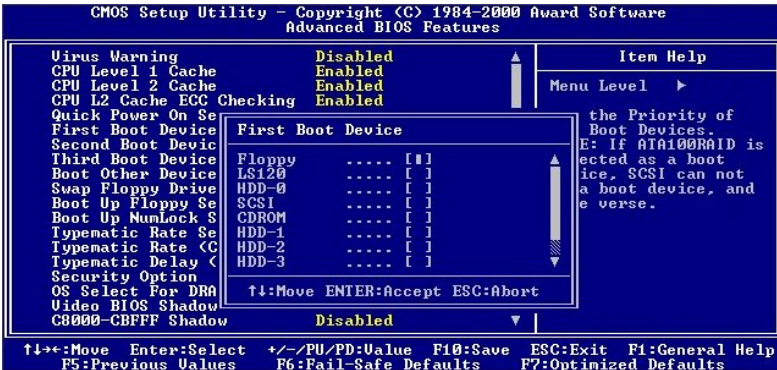 CMOS Setup Utility - Copyright (C) 1984-2000 Award Software
Advanced BIOS Features
Virus Warning Disabled
CPU Level 1 Cache Enabled
CPU Level 2 Cache Enabled
CPU L2 Cache ECC Checking Enabled
Quick Power On Se
First Boot Device
Second Boot Devic
Third Boot Device
Boot Other Device
Swap Floppy Drive
Boot Up Floppy Se
Boot Up NumLock S
Typematic Rate Se
Typematic Rate (C
Typematic Delay (
Security Option
OS Select For DRA
Video BIOS Shadow
C8000-CBFFF Shadow Disabled
First Boot Device
Floppy ..... [▮]
LS120 ..... [ ]
HDD-0 ..... [ ]
SCSI ..... [ ]
CDROM ..... [ ]
HDD-1 ..... [ ]
HDD-2 ..... [ ]
HDD-3 ..... [ ]
↑↓:Move ENTER:Accept ESC:Abort
Item Help
Menu Level ▶
the Priority of
Boot Devices.
E: If ATA100RAID is
ected as a boot
ice, SCSI can not
a boot device, and
e verse.
↑↓→←:Move Enter:Select +/-/PU/PD:Value F10:Save ESC:Exit F1:General Help
F5:Previous Values F6:Fail-Safe Defaults F7:Optimized Defaults